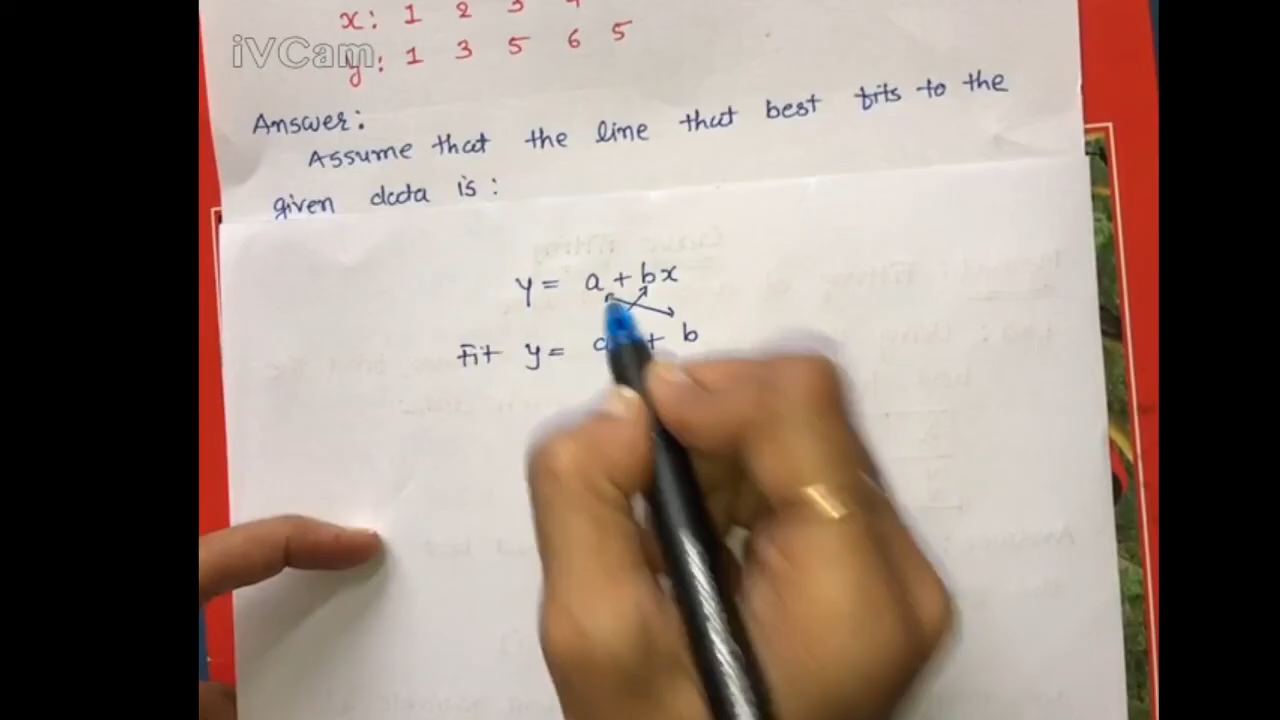 x: 1 2 3 4
iVCam
y: 1 3 5 6 5
Answer:
Assume that the line that best fits to the
given data is:
y = a + bx
Fit y = a + b